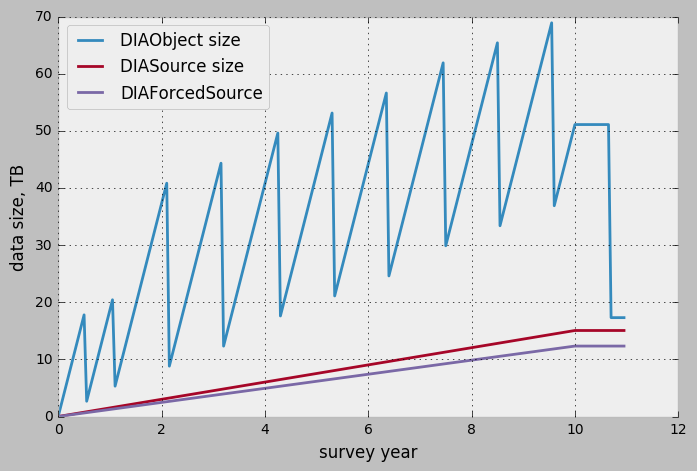 70
60
50
40
30
20
10
0
data size, TB
DIAObject size
DIASource size
DIAForcedSource
0 2 4 6 8 10 12
survey year